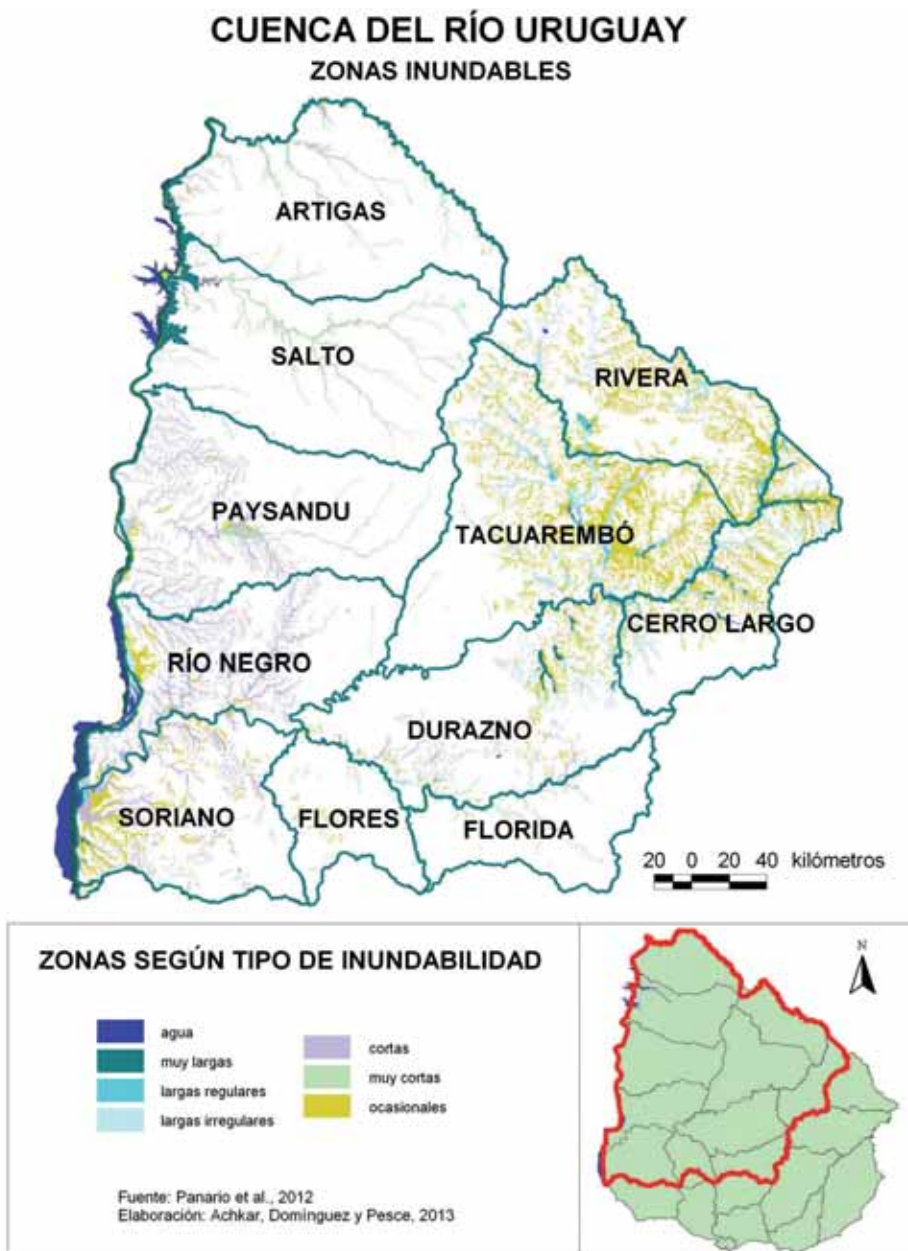 CUENCA DEL RÍO URUGUAY
ZONAS INUNDABLES
ARTIGAS
SALTO
RIVERA
PAYSANDU
TACUAREMBÓ
CERRO LARGO
RÍO NEGRO
DURAZNO
SORIANO
FLORES
FLORIDA
20 0 20 40 kilómetros
ZONAS SEGÚN TIPO DE INUNDABILIDAD
agua
muy largas
largas regulares
largas irregulares
cortas
muy cortas
ocasionales
Fuente: Panario et al., 2012
Elaboración: Achkar, Domínguez y Pesce, 2013
N